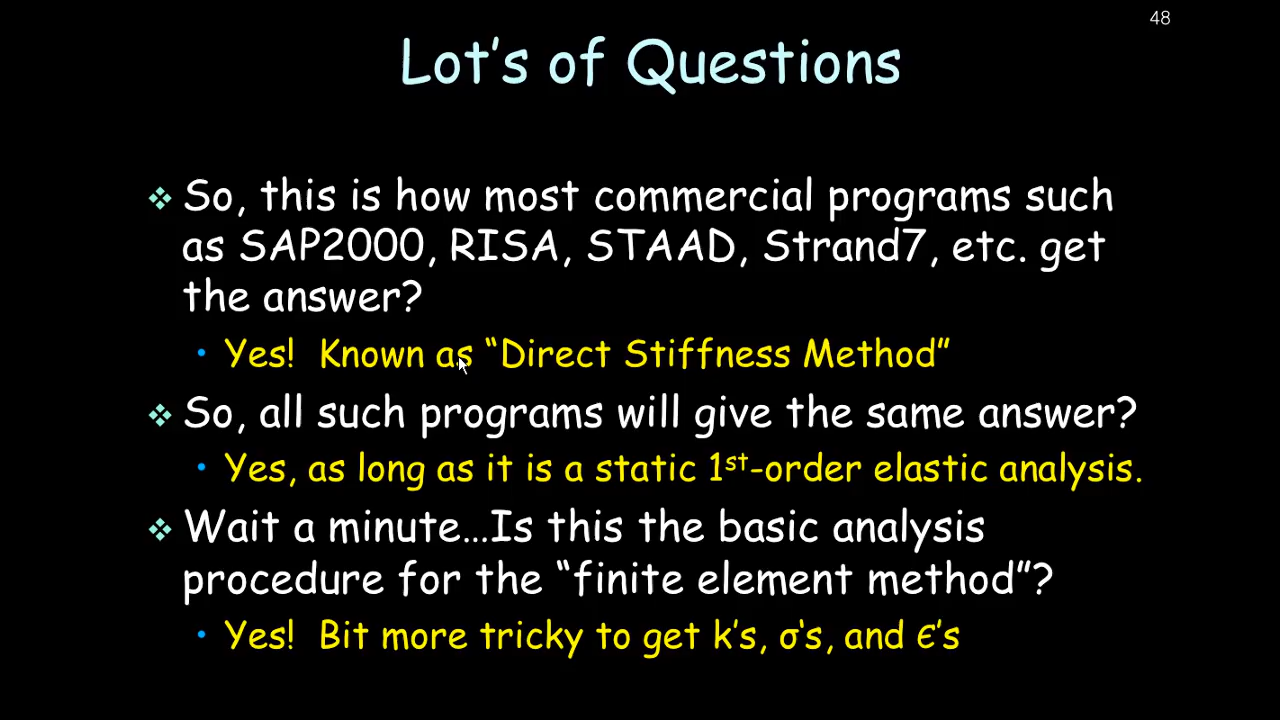 48
Lot’s of Questions
❖ So, this is how most commercial programs such
as SAP2000, RISA, STAAD, Strand7, etc. get
the answer?
• Yes! Known as “Direct Stiffness Method”
❖ So, all such programs will give the same answer?
• Yes, as long as it is a static 1st-order elastic analysis.
❖ Wait a minute…Is this the basic analysis
procedure for the “finite element method”?
• Yes! Bit more tricky to get k’s, σ‘s, and є’s